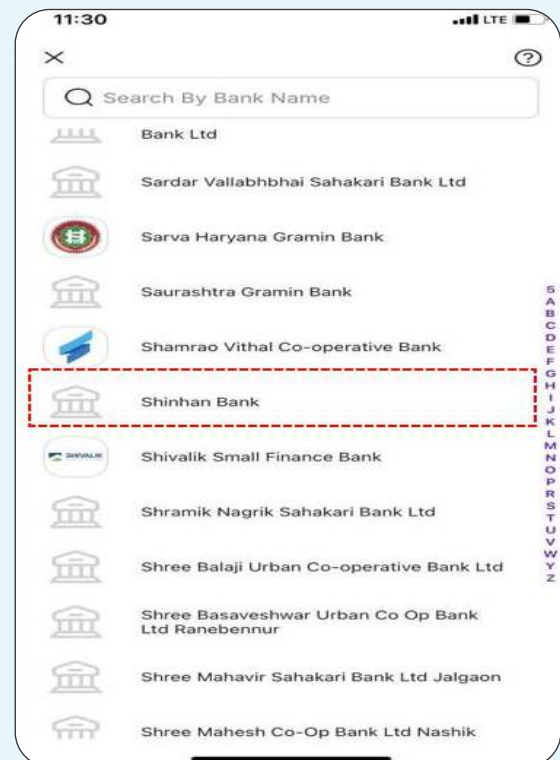 11:30
LTE
Search By Bank Name
Bank Ltd
Sardar Vallabhbhai Sahakari Bank Ltd
Sarva Haryana Gramin Bank
Saurashtra Gramin Bank
Shamrao Vithal Co-operative Bank
Shinhan Bank
SHIVALIK
Shivalik Small Finance Bank
Shramik Nagrik Sahakari Bank Ltd
Shree Balaji Urban Co-operative Bank Ltd
Shree Basaveshwar Urban Co Op Bank
Ltd Ranebennur
Shree Mahavir Sahakari Bank Ltd Jalgaon
Shree Mahesh Co-Op Bank Ltd Nashik
5
A
B
C
D
E
F
G
H
I
J
K
L
M
N
O
P
R
S
T
U
V
W
Y
Z